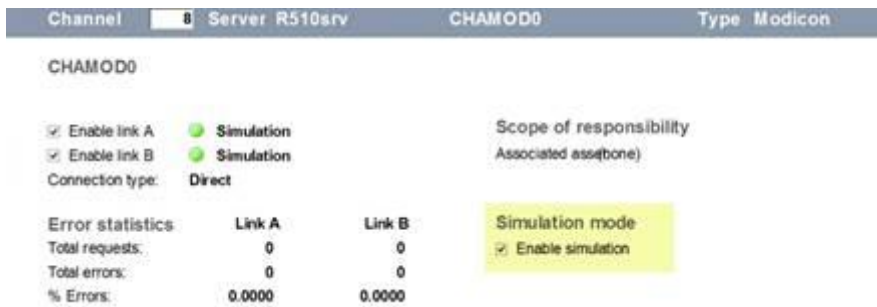 Channel 8 Server R510srv CHAMOD0 Type Modicon
CHAMOD0
Enable link A Simulation
Enable link B Simulation
Connection type: Direct
Scope of responsibility
Associated asse(none)
Error statistics Link A Link B
Total requests: 0 0
Total errors: 0 0
% Errors: 0.0000 0.0000
Simulation mode
Enable simulation